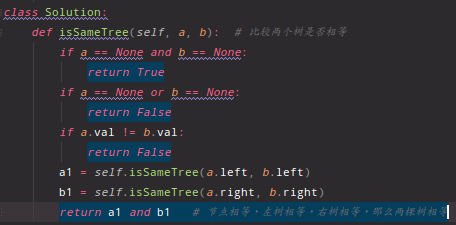 class Solution:
    def isSameTree(self, a, b):  # 比较两个树是否相等
        if a == None and b == None:
            return True
        if a == None or b == None:
            return False
        if a.val != b.val:
            return False
        a1 = self.isSameTree(a.left, b.left)
        b1 = self.isSameTree(a.right, b.right)
        return a1 and b1   # 节点相等，左树相等，右树相等，那么两棵树相等